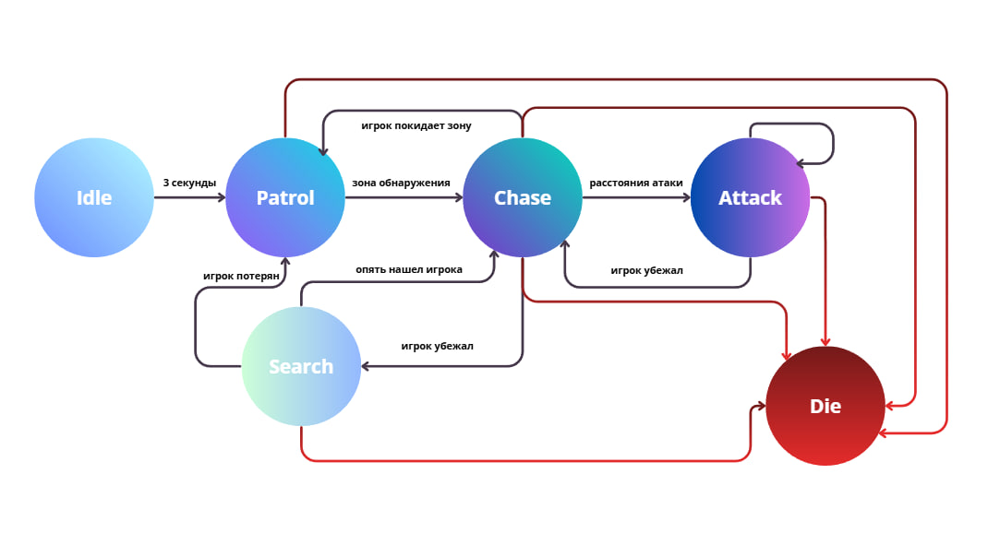 игрок покидает зону
Idle
3 секунды
Patrol
зона обнаружения
Chase
расстояния атаки
Attack
игрок потерян
опять нашел игрока
игрок убежал
игрок убежал
Search
Die